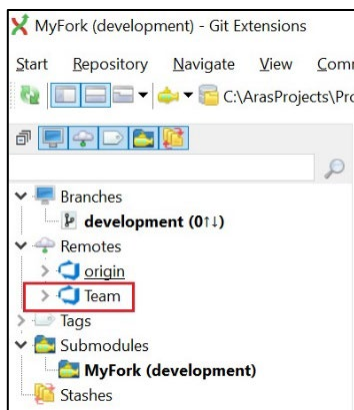 MyFork (development) - Git Extensions
Start Repository Navigate View
C:\ArasProjects\
Branches
development (0↑↓)
Remotes
origin
Team
Tags
Submodules
MyFork (development)
Stashes